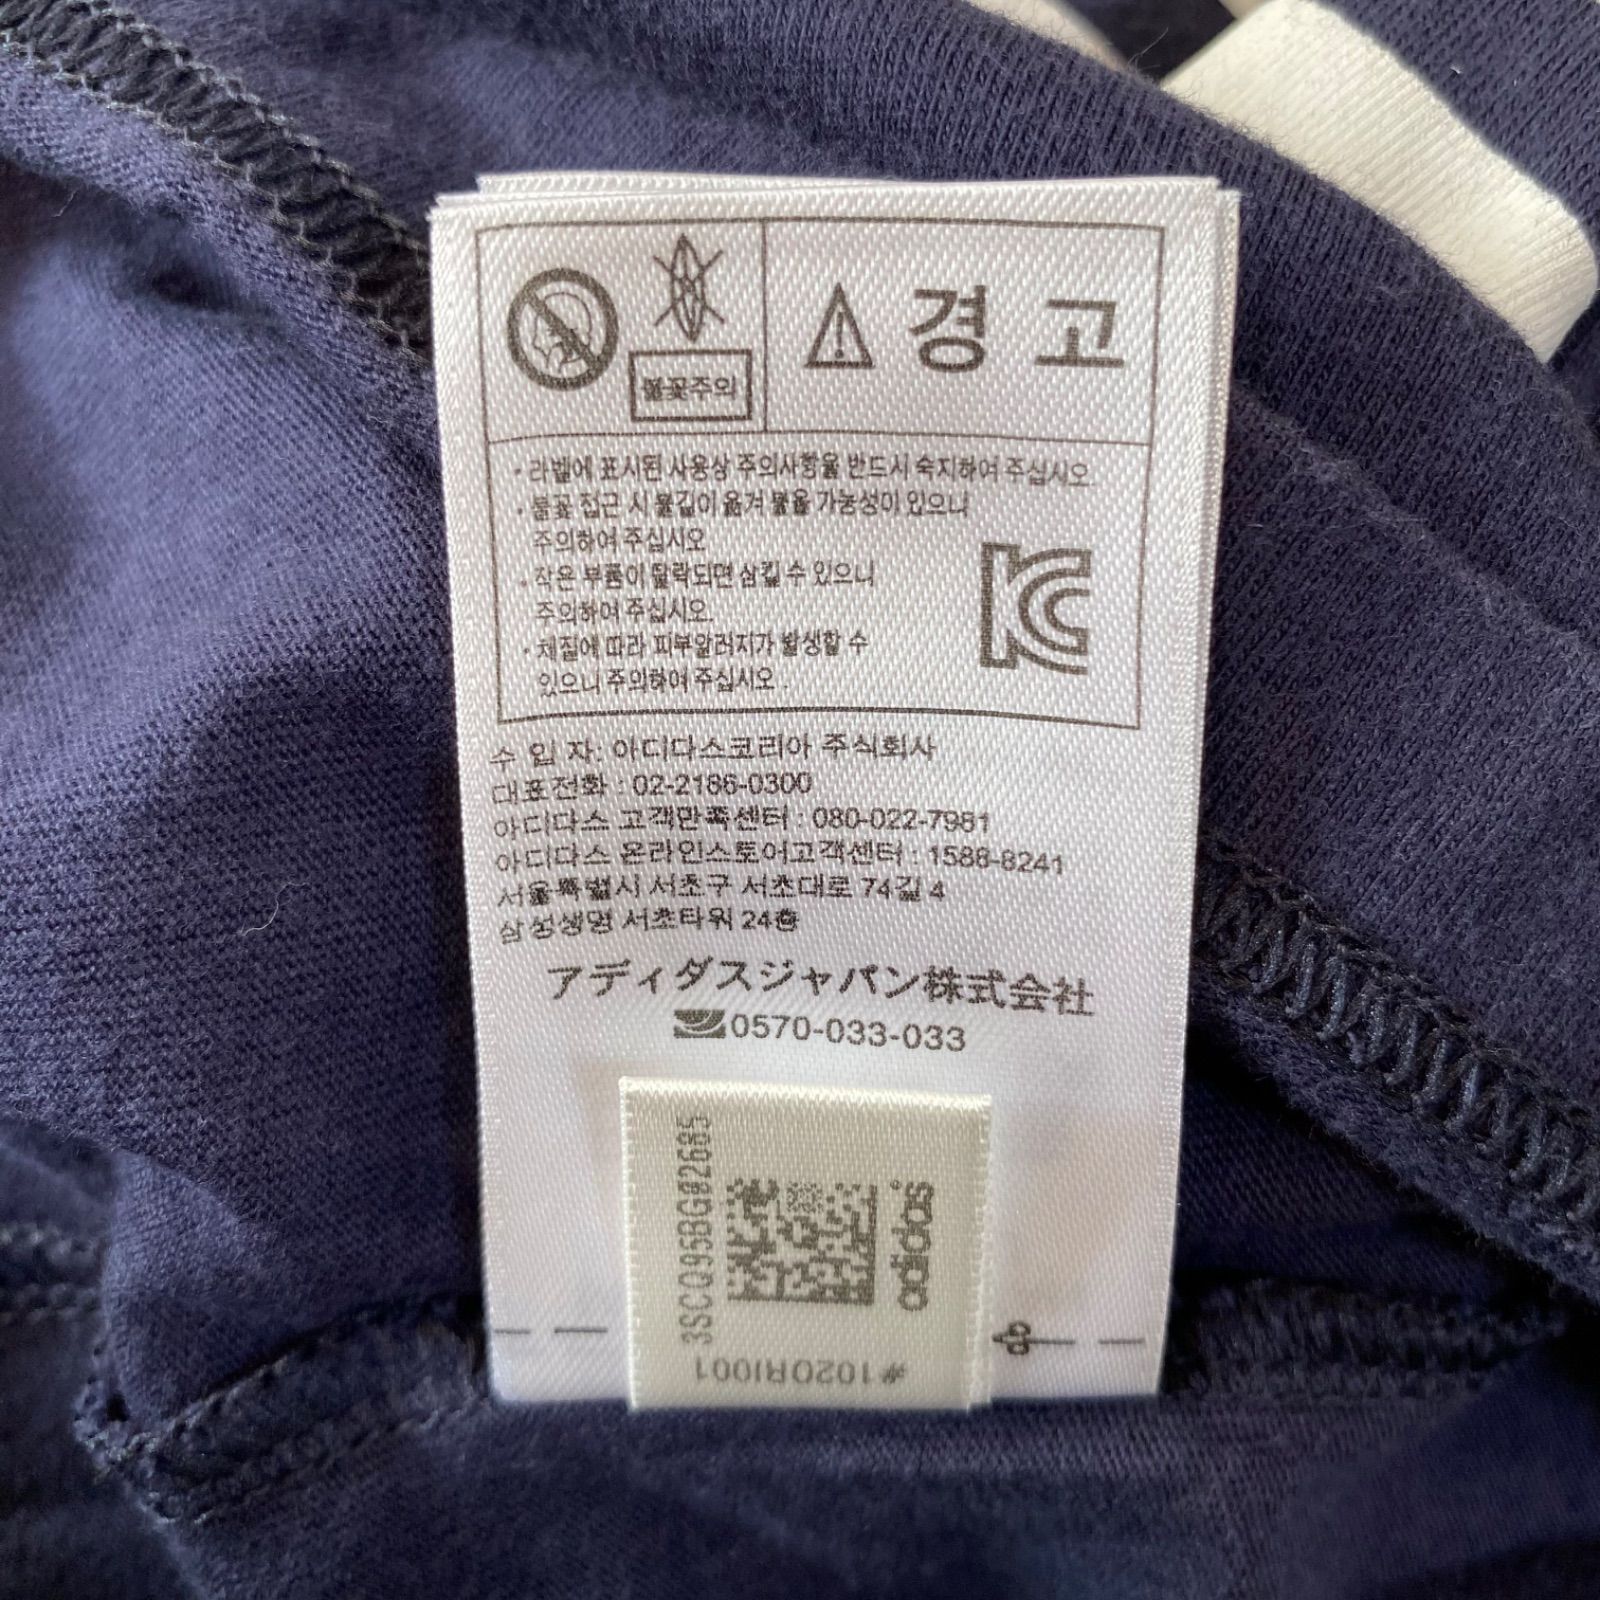 불꽃주의
경 고
· 라벨에 표시된 사용상 주의사항을 반드시 숙지하여 주십시오.
· 불꽃 접근 시 불길이 옮겨 붙을 가능성이 있으니
주의하여 주십시오
· 작은 부품이 탈락되면 삼킬 수 있으니
주의하여 주십시오.
· 체질에 따라 피부알러지가 발생할 수
있으니 주의하여 주십시오.
수 입 자: 아디다스코리아 주식회사
대표전화 : 02-2186-0300
아디다스 고객만족센터 : 080-022-7981
아디다스 온라인스토어고객센터 : 1588-8241
서울특별시 서초구 서초대로 74길 4
삼성생명 서초타워 24층
アディダスジャパン株式会社
0570-033-033
3SCQ95BG82685
adidas
#102ORI001